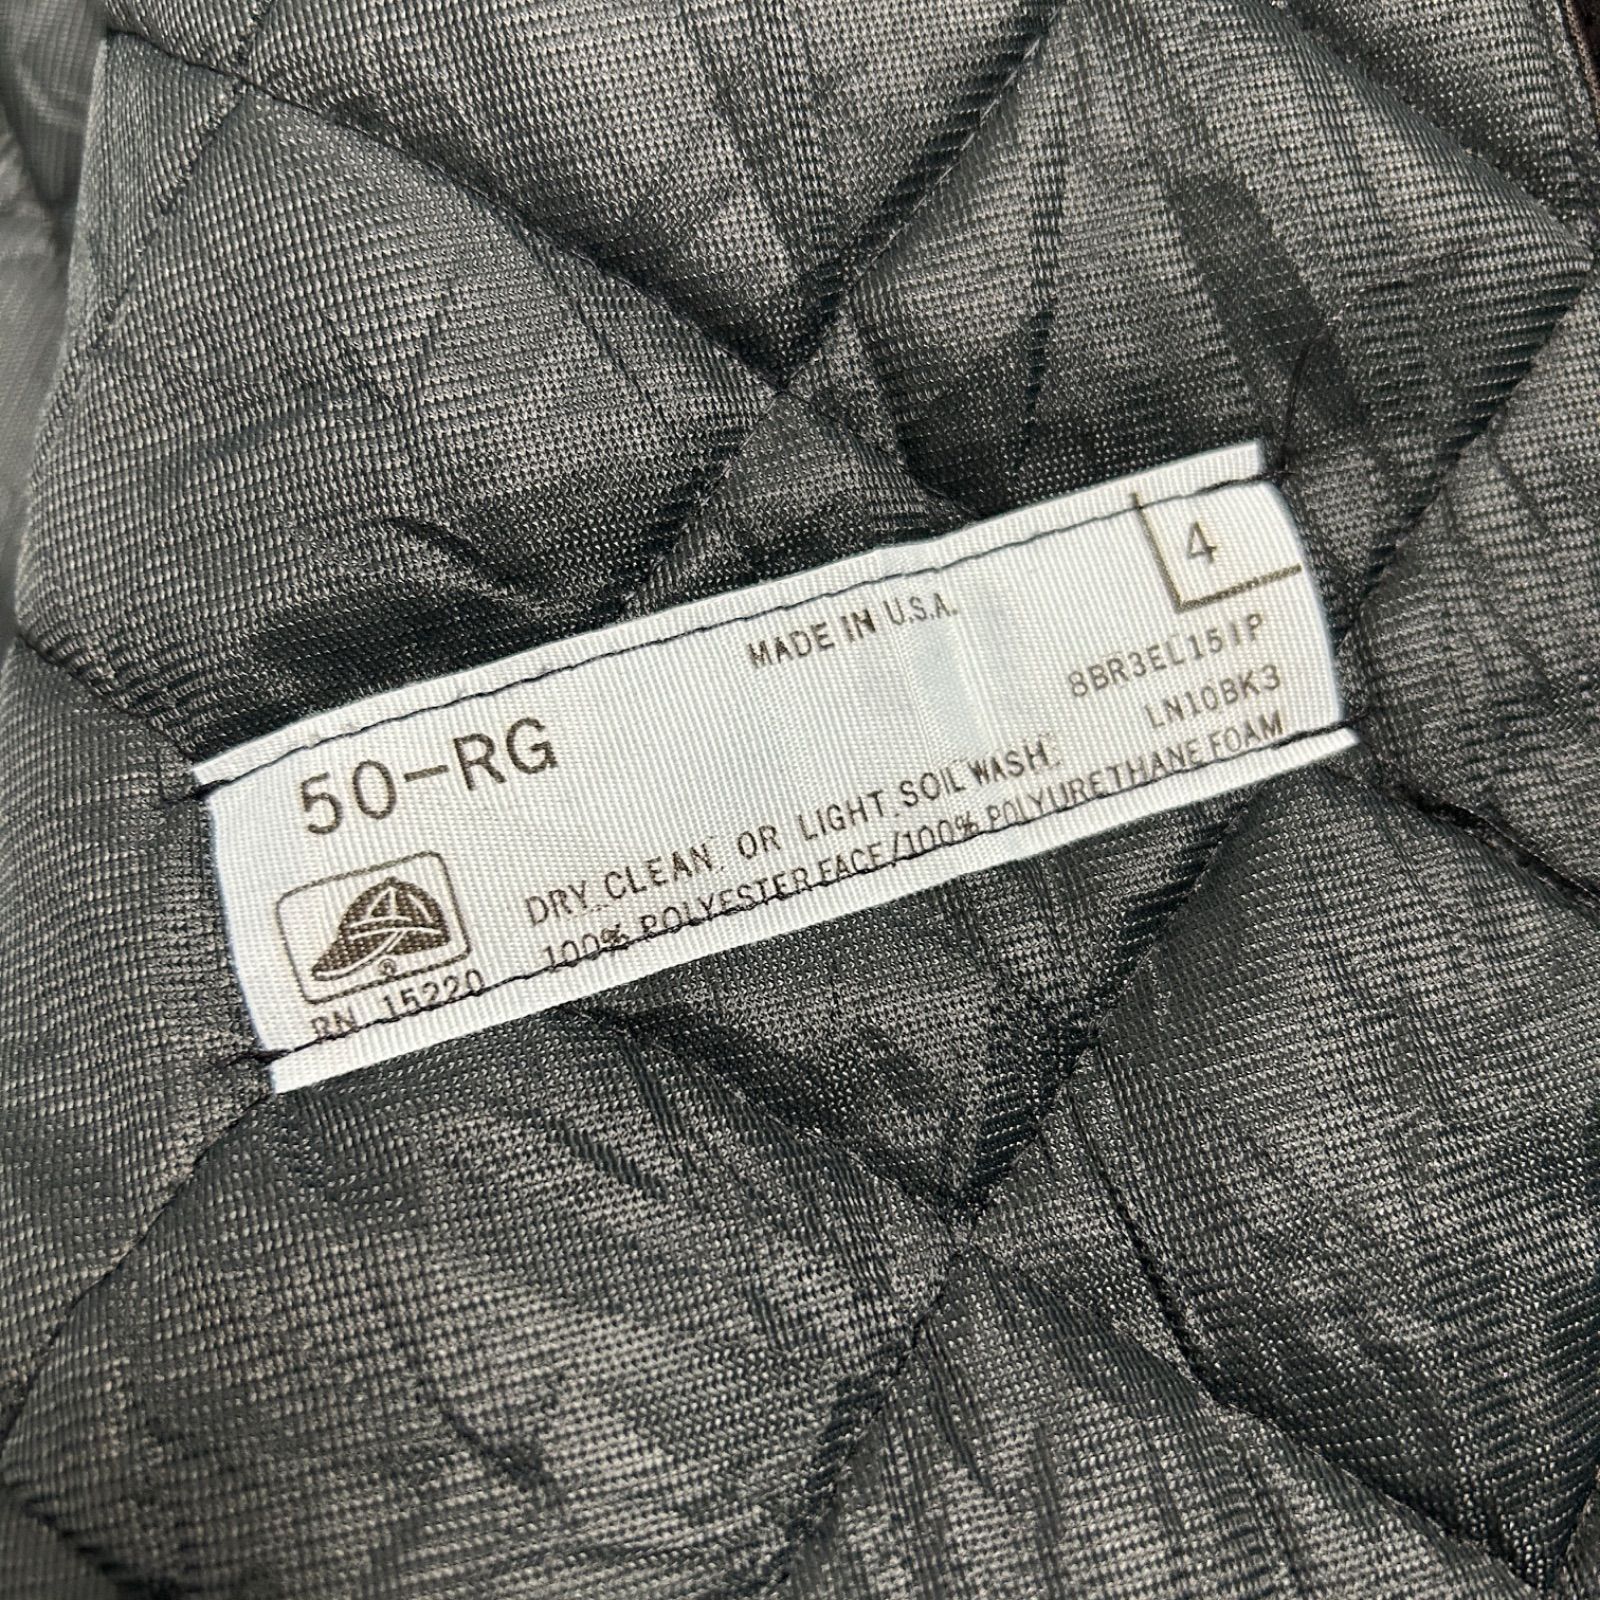 MADE IN U.S.A.
4
50-RG
8BR3EL151P
LN10BK3
DRY CLEAN OR LIGHT SOIL WASH
100% POLYESTER FACE/100% POLYURETHANE FOAM
®
RN 15220